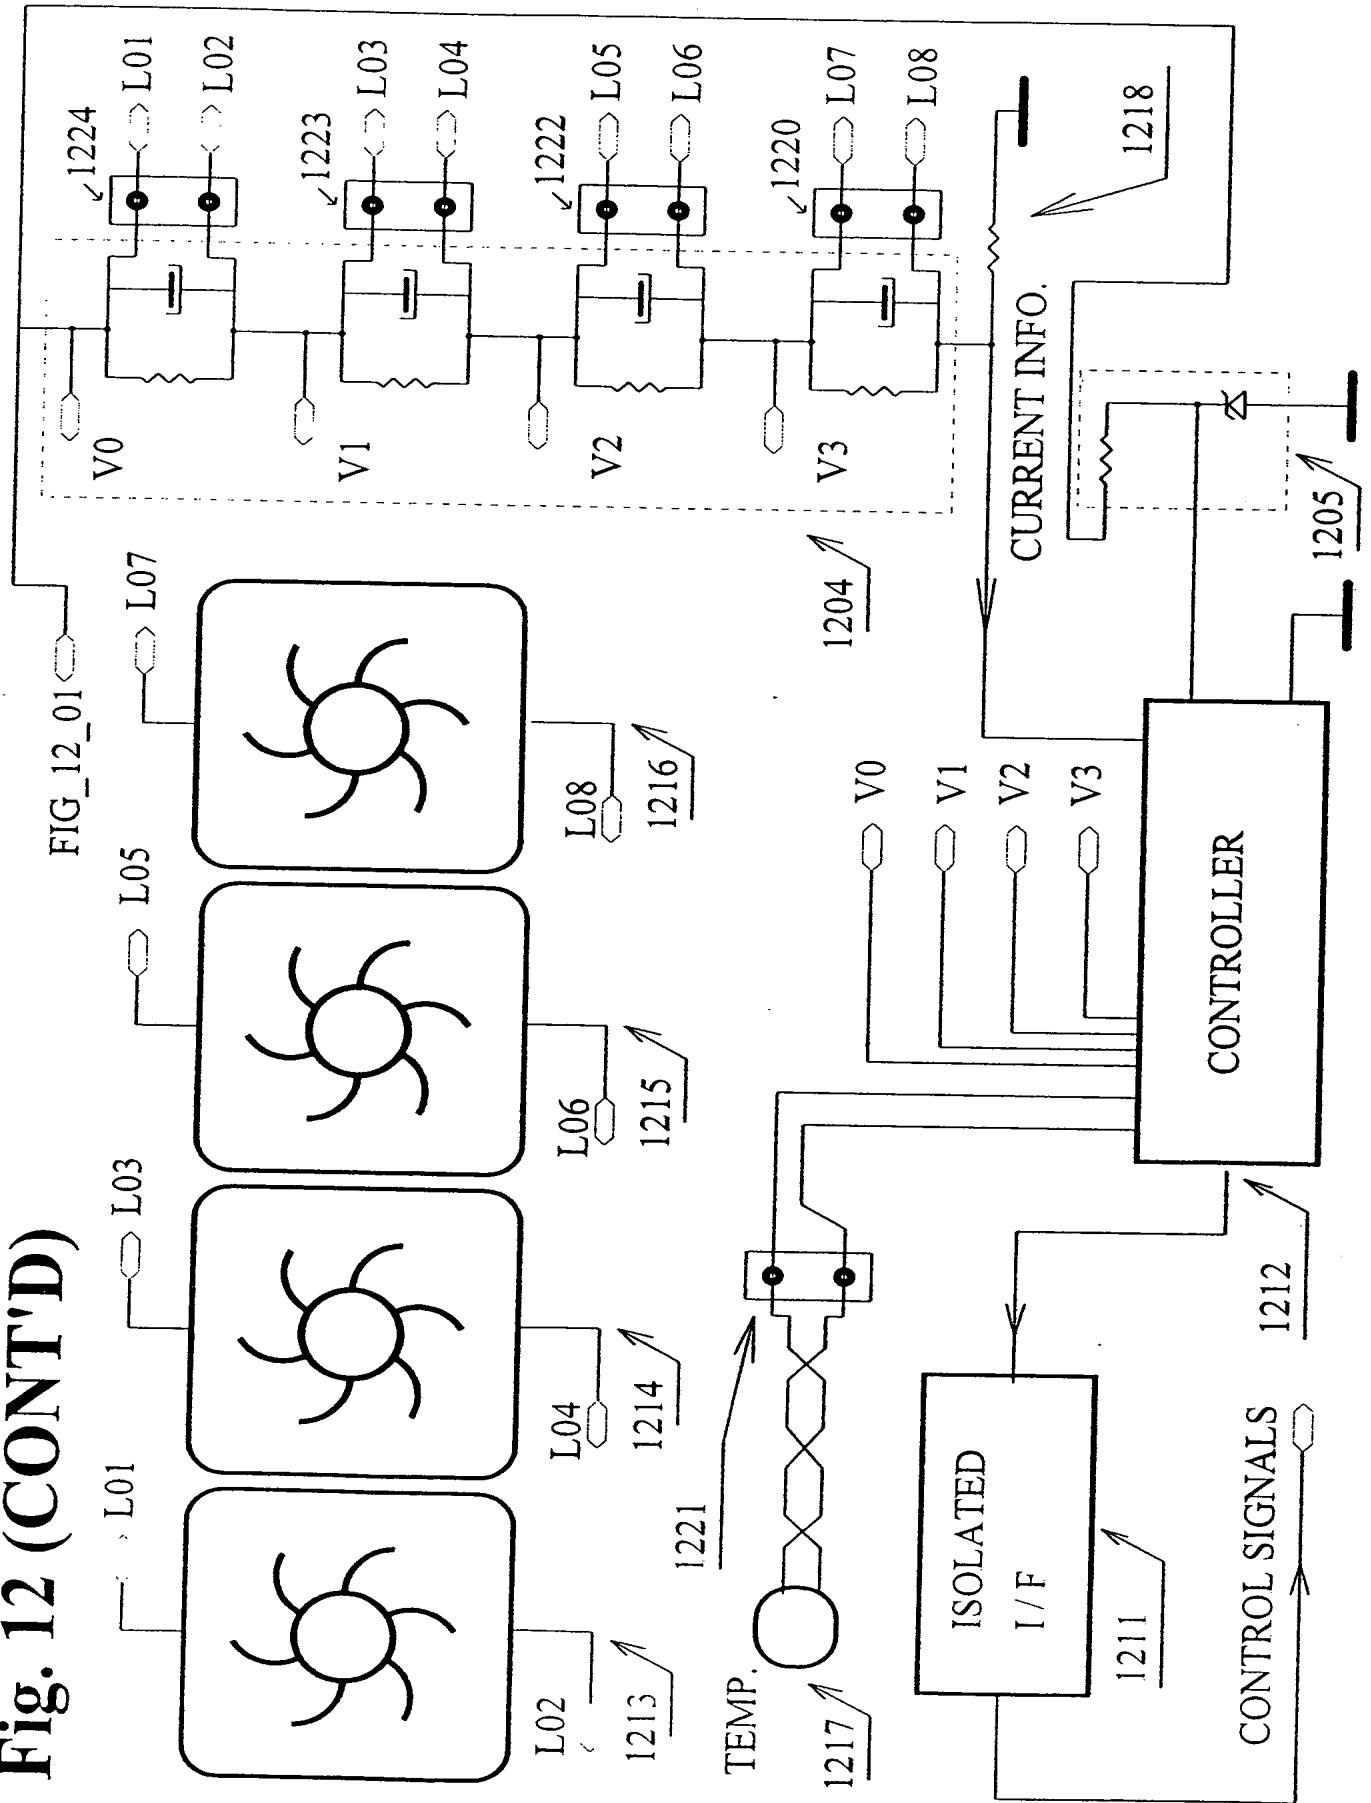 Fig. 12 (CONT'D)
FIG_12_01
L01
L03
L05
L07
L02
L04
L06
L08
1213
1214
1215
1216
V0
V1
V2
V3
1224
1223
1222
1220
L01
L02
L03
L04
L05
L06
L07
L08
1204
1218
CURRENT INFO.
1205
TEMP.
1217
1221
V0
V1
V2
V3
CONTROLLER
1212
ISOLATED
I / F
1211
CONTROL SIGNALS